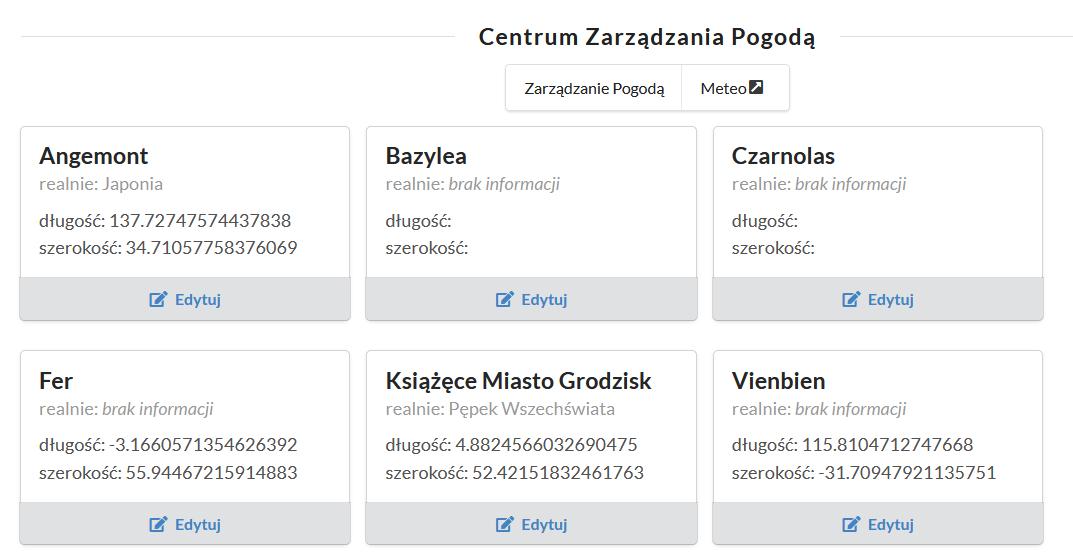 Centrum Zarządzania Pogodą
Zarządzanie Pogodą
Meteo
Angemont
realnie: Japonia
długość: 137.72747574437838
szerokość: 34.71057758376069
Edytuj
Bazylea
realnie: brak informacji
długość:
szerokość:
Edytuj
Czarnolas
realnie: brak informacji
długość:
szerokość:
Edytuj
Fer
realnie: brak informacji
długość: -3.1660571354626392
szerokość: 55.94467215914883
Edytuj
Książęce Miasto Grodzisk
realnie: Pępek Wszechświata
długość: 4.8824566032690475
szerokość: 52.42151832461763
Edytuj
Vienbien
realnie: brak informacji
długość: 115.8104712747668
szerokość: -31.70947921135751
Edytuj